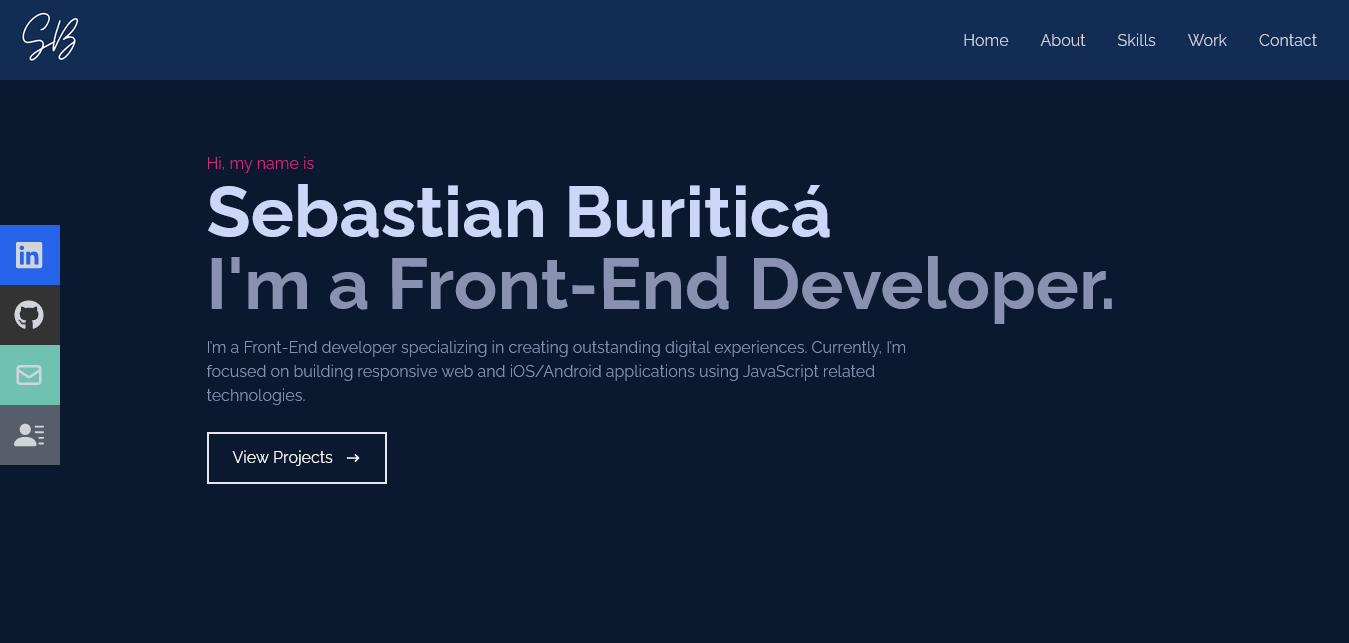 SB
Home About Skills Work Contact
Hi, my name is
Sebastian Buriticá
I'm a Front-End Developer.
I'm a Front-End developer specializing in creating outstanding digital experiences. Currently, I'm
focused on building responsive web and iOS/Android applications using JavaScript related
technologies.
in
View Projects →